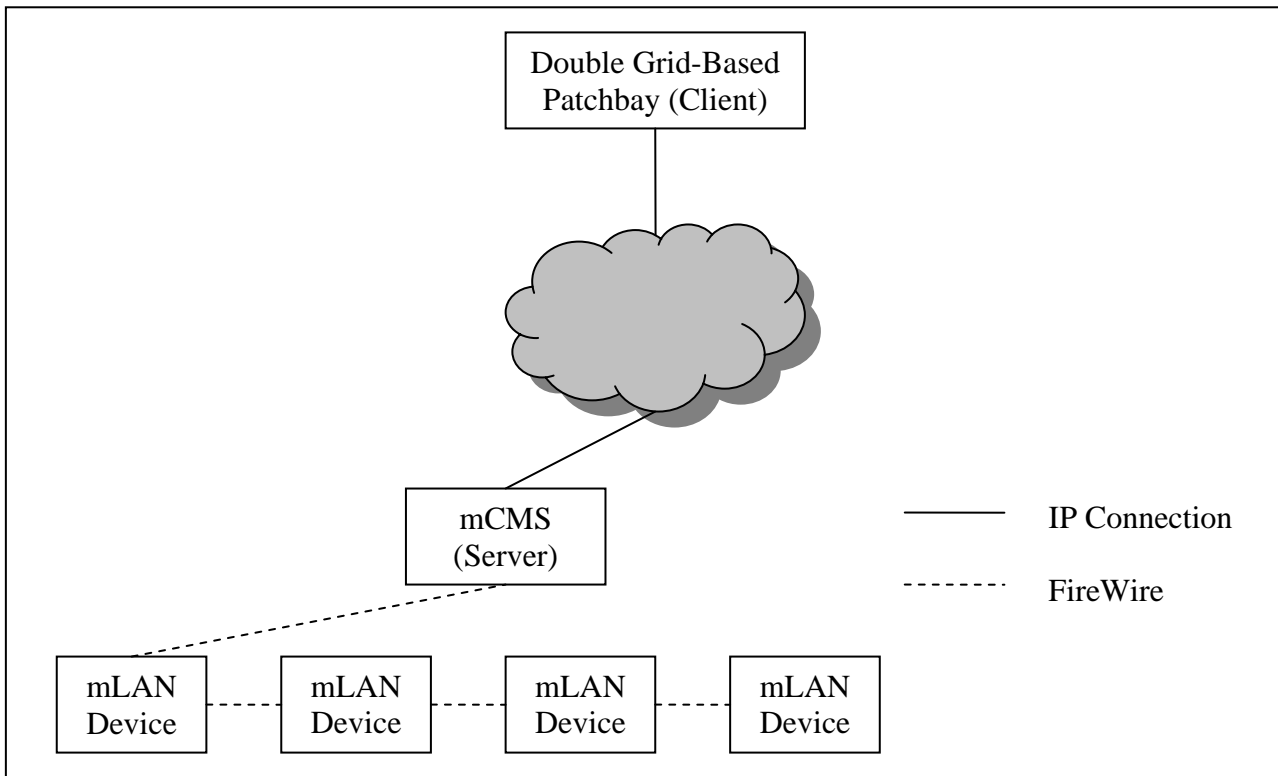 Double Grid-Based
Patchbay (Client)
mCMS
(Server)
IP Connection
FireWire
mLAN
Device
mLAN
Device
mLAN
Device
mLAN
Device